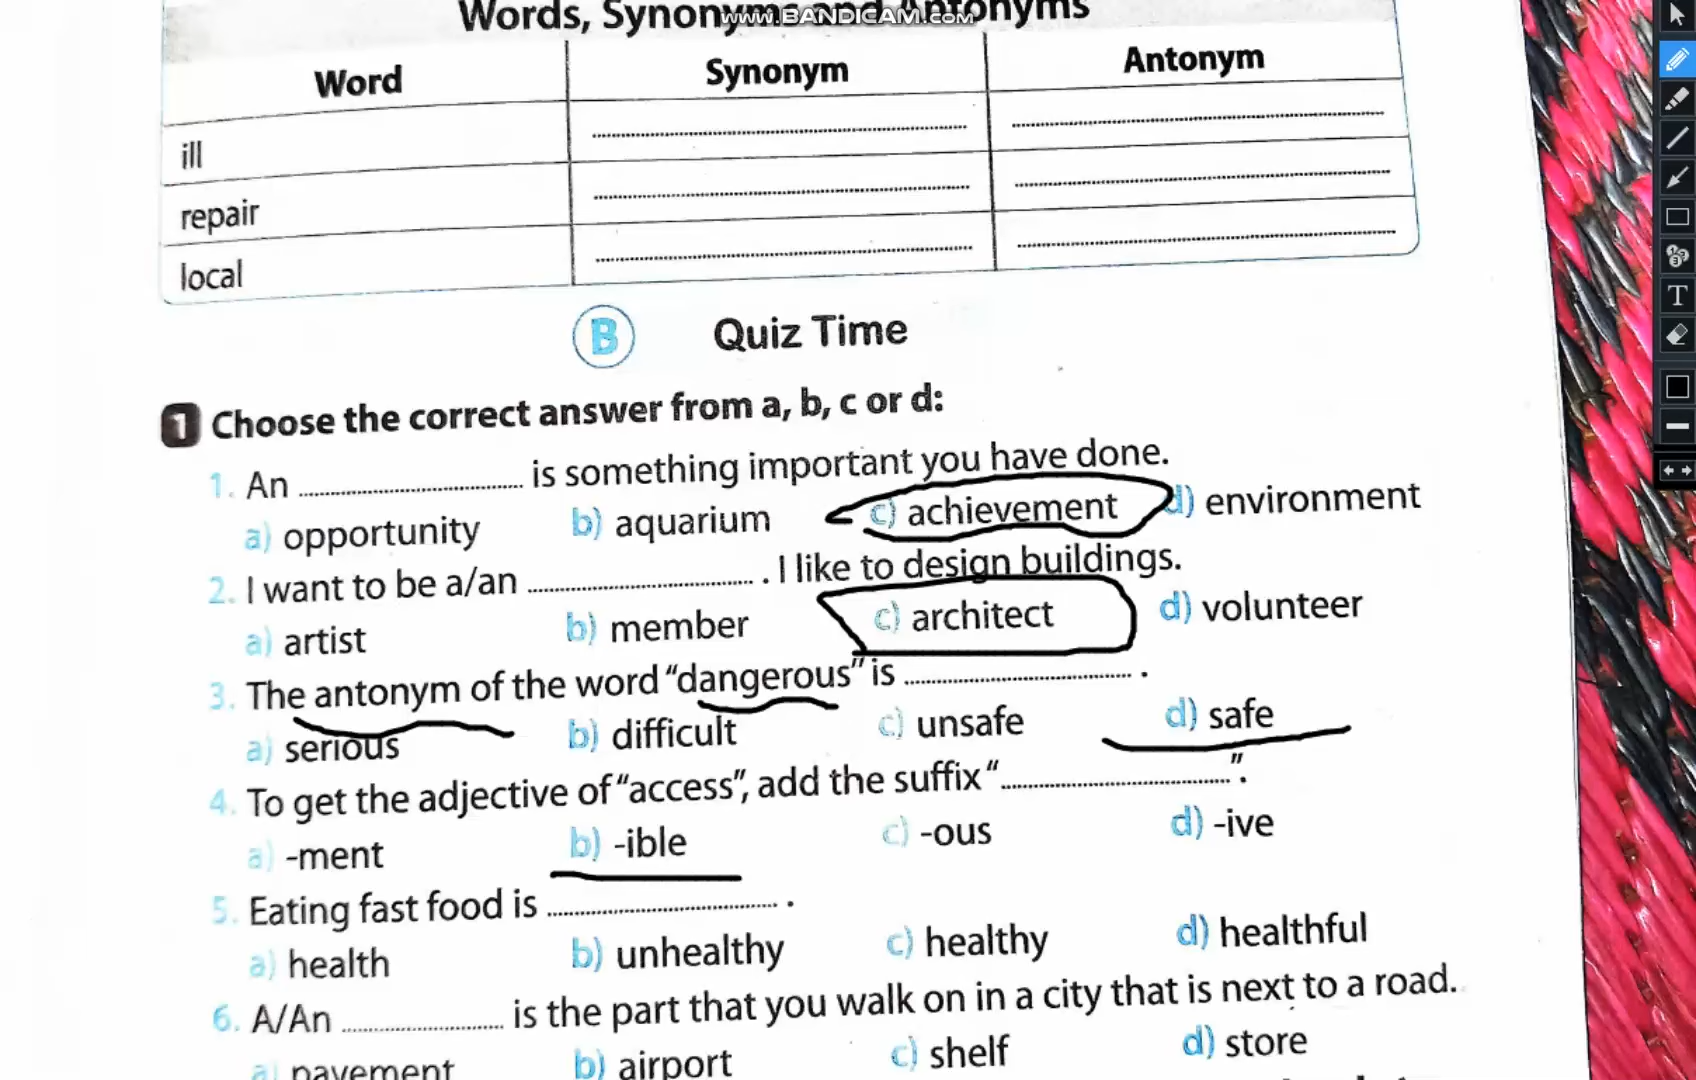 Words, Synonyms and Antonyms
www.BANDICAM.com
Word Synonym Antonym
ill
repair
local
B Quiz Time
1 Choose the correct answer from a, b, c or d:
1. An .................... is something important you have done.
a) opportunity b) aquarium c) achievement d) environment
2. I want to be a/an .................... . I like to design buildings.
a) artist b) member c) architect d) volunteer
3. The antonym of the word “dangerous” is .................... .
a) serious b) difficult c) unsafe d) safe
4. To get the adjective of “access”, add the suffix “....................”.
a) -ment b) -ible c) -ous d) -ive
5. Eating fast food is .................... .
a) health b) unhealthy c) healthy d) healthful
6. A/An .................... is the part that you walk on in a city that is next to a road.
a) pavement b) airport c) shelf d) store